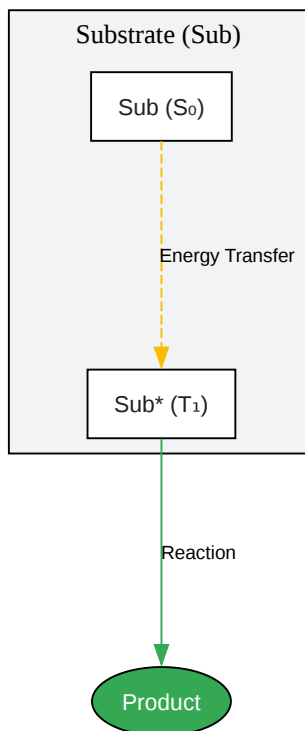 Substrate (Sub)
Sub (S₀)
Energy Transfer
Sub* (T₁)
Reaction
Product